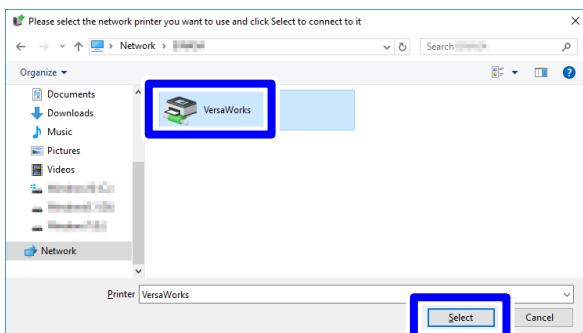 Please select the network printer you want to use and click Select to connect to it
Network
Search
Organize
Documents
Downloads
Music
Pictures
Videos
Network
VersaWorks
Printer VersaWorks
Select Cancel